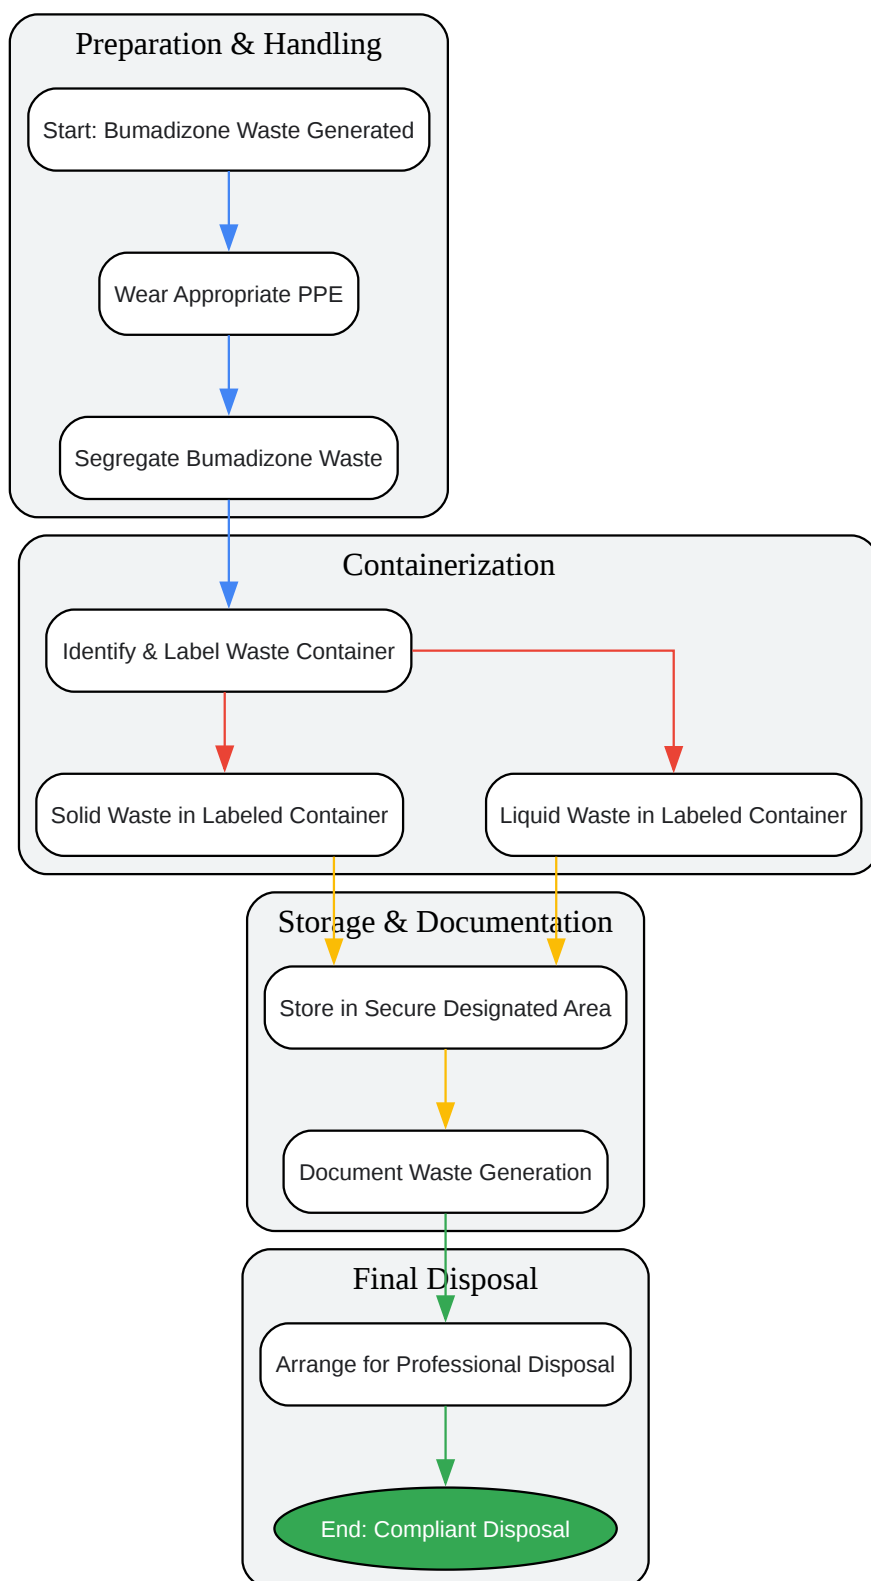 Preparation & Handling
Start: Bumadizone Waste Generated
Wear Appropriate PPE
Segregate Bumadizone Waste
Containerization
Identify & Label Waste Container
Solid Waste in Labeled Container
Liquid Waste in Labeled Container
Storage & Documentation
Store in Secure Designated Area
Document Waste Generation
Final Disposal
Arrange for Professional Disposal
End: Compliant Disposal